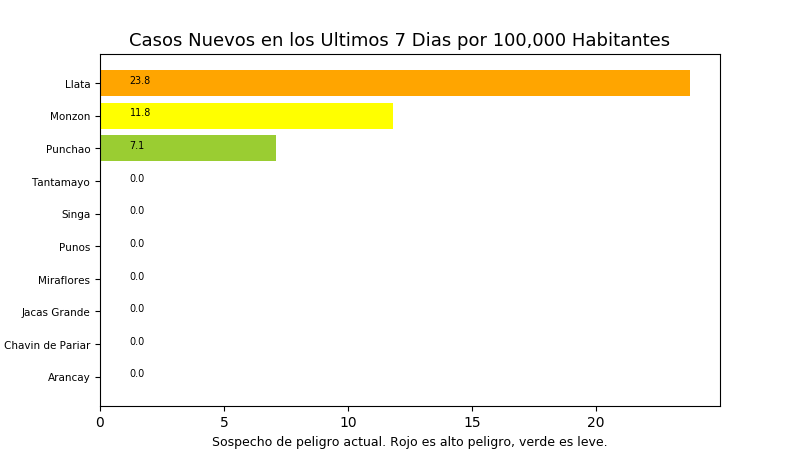 Casos Nuevos en los Ultimos 7 Dias por 100,000 Habitantes
Llata 23.8
Monzon 11.8
Punchao 7.1
Tantamayo 0.0
Singa 0.0
Punos 0.0
Miraflores 0.0
Jacas Grande 0.0
Chavin de Pariar 0.0
Arancay 0.0
0 5 10 15 20
Sospecho de peligro actual. Rojo es alto peligro, verde es leve.